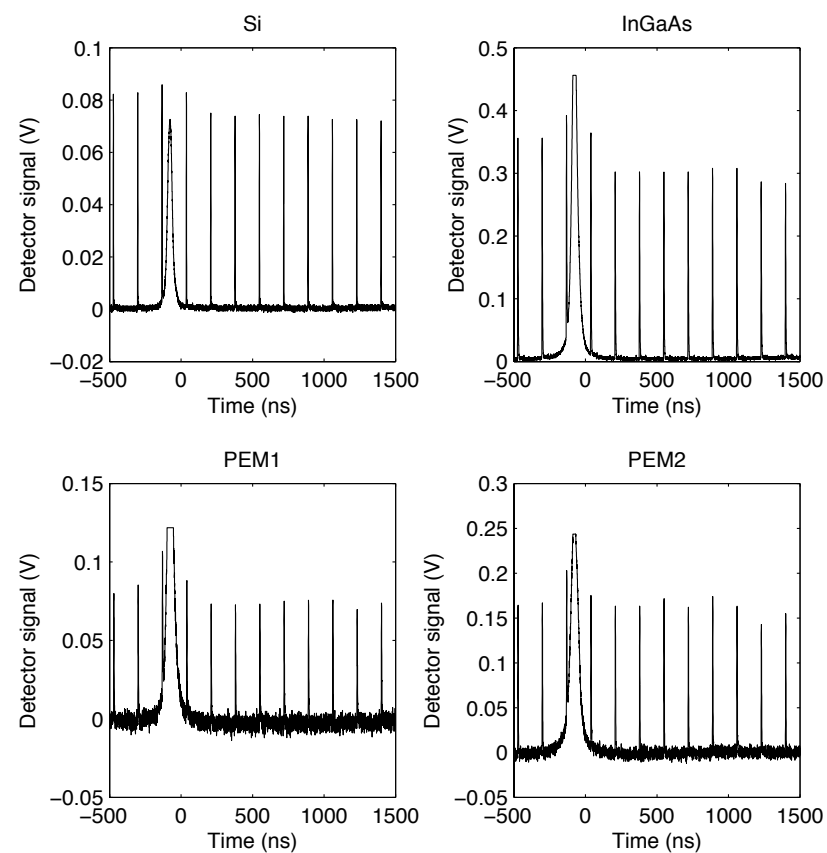 Si
InGaAs
0.1
0.08
0.06
0.04
0.02
0
−0.02
Detector signal (V)
−500 0 500 1000 1500
Time (ns)
0.5
0.4
0.3
0.2
0.1
0
Detector signal (V)
−500 0 500 1000 1500
Time (ns)
PEM1
PEM2
0.15
0.1
0.05
0
−0.05
Detector signal (V)
−500 0 500 1000 1500
Time (ns)
0.3
0.25
0.2
0.15
0.1
0.05
0
−0.05
Detector signal (V)
−500 0 500 1000 1500
Time (ns)